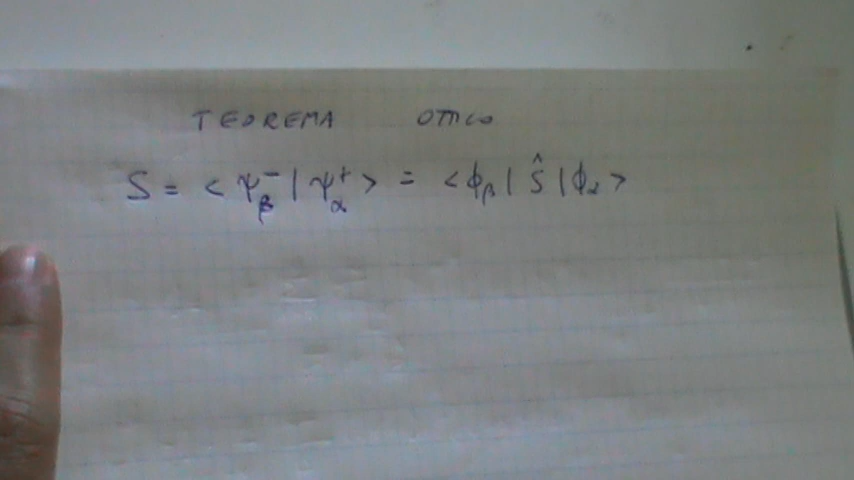 TEOREMA OTTICO
S = < ψ_β^- | ψ_α^+ > = < ϕ_β | Ŝ | ϕ_α >